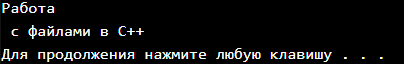 Работа
 с файлами в C++
Для продолжения нажмите любую клавишу . . .